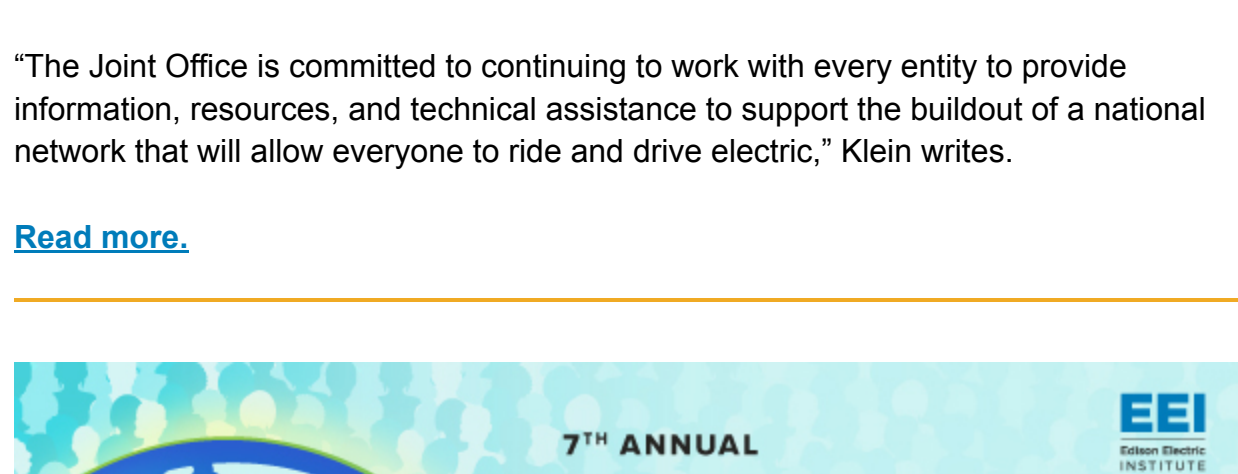 “The Joint Office is committed to continuing to work with every entity to provide
information, resources, and technical assistance to support the buildout of a national
network that will allow everyone to ride and drive electric,” Klein writes.
Read more.
7TH ANNUAL
EEI
Edison Electric
INSTITUTE